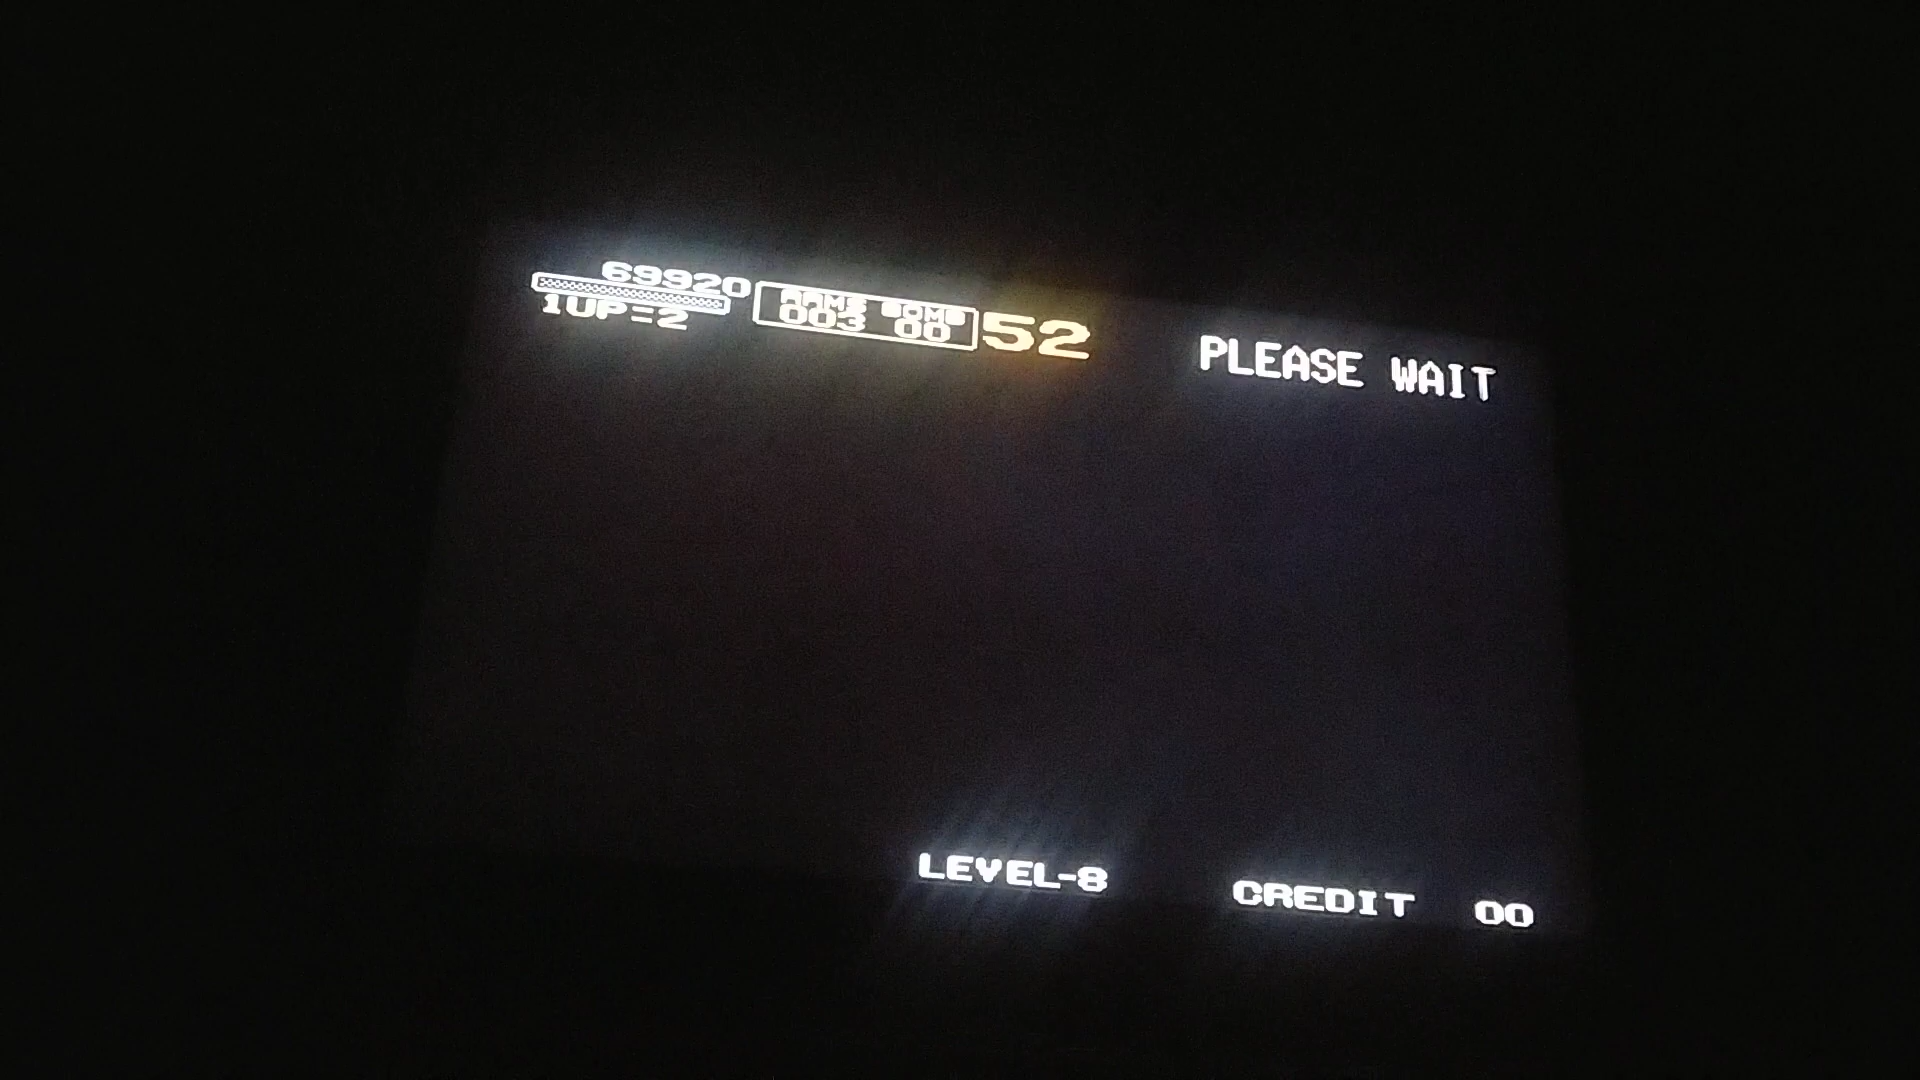 69920
1UP=2
ARMS BOMB
003 00
52
PLEASE WAIT
LEVEL-8
CREDIT 00